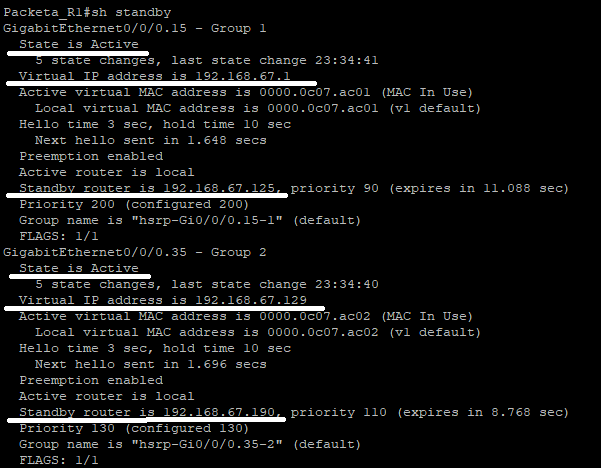 Packeta_R1#sh standby
GigabitEthernet0/0/0.15 - Group 1
State is Active
5 state changes, last state change 23:34:41
Virtual IP address is 192.168.67.1
Active virtual MAC address is 0000.0c07.ac01 (MAC In Use)
Local virtual MAC address is 0000.0c07.ac01 (v1 default)
Hello time 3 sec, hold time 10 sec
Next hello sent in 1.648 secs
Preemption enabled
Active router is local
Standby router is 192.168.67.125, priority 90 (expires in 11.088 sec)
Priority 200 (configured 200)
Group name is "hsrp-Gi0/0/0.15-1" (default)
FLAGS: 1/1
GigabitEthernet0/0/0.35 - Group 2
State is Active
5 state changes, last state change 23:34:40
Virtual IP address is 192.168.67.129
Active virtual MAC address is 0000.0c07.ac02 (MAC In Use)
Local virtual MAC address is 0000.0c07.ac02 (v1 default)
Hello time 3 sec, hold time 10 sec
Next hello sent in 1.696 secs
Preemption enabled
Active router is local
Standby router is 192.168.67.190, priority 110 (expires in 8.768 sec)
Priority 130 (configured 130)
Group name is "hsrp-Gi0/0/0.35-2" (default)
FLAGS: 1/1